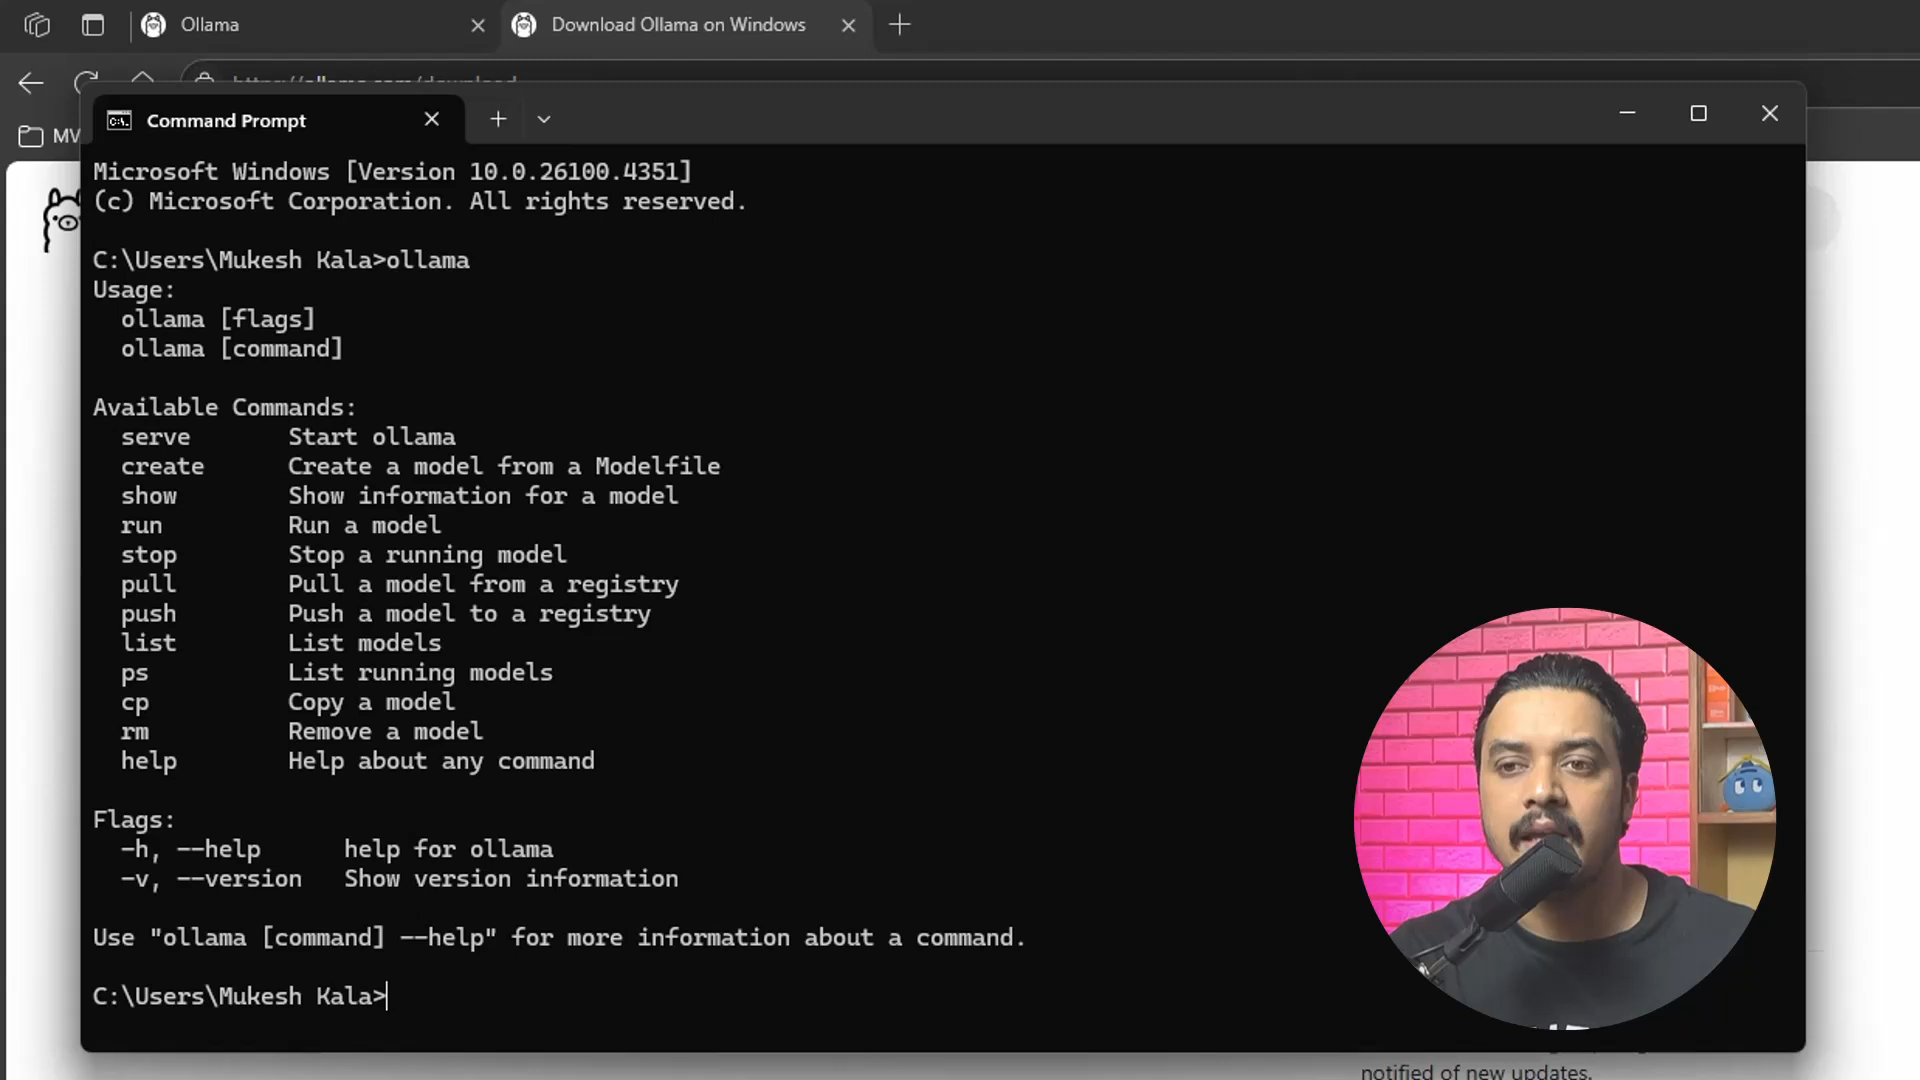 Ollama
Download Ollama on Windows
MV
Command Prompt
Microsoft Windows [Version 10.0.26100.4351]
(c) Microsoft Corporation. All rights reserved.
C:\Users\Mukesh Kala>ollama
Usage:
ollama [flags]
ollama [command]
Available Commands:
serve Start ollama
create Create a model from a Modelfile
show Show information for a model
run Run a model
stop Stop a running model
pull Pull a model from a registry
push Push a model to a registry
list List models
ps List running models
cp Copy a model
rm Remove a model
help Help about any command
Flags:
-h, --help help for ollama
-v, --version Show version information
Use "ollama [command] --help" for more information about a command.
C:\Users\Mukesh Kala>
notified of new updates.